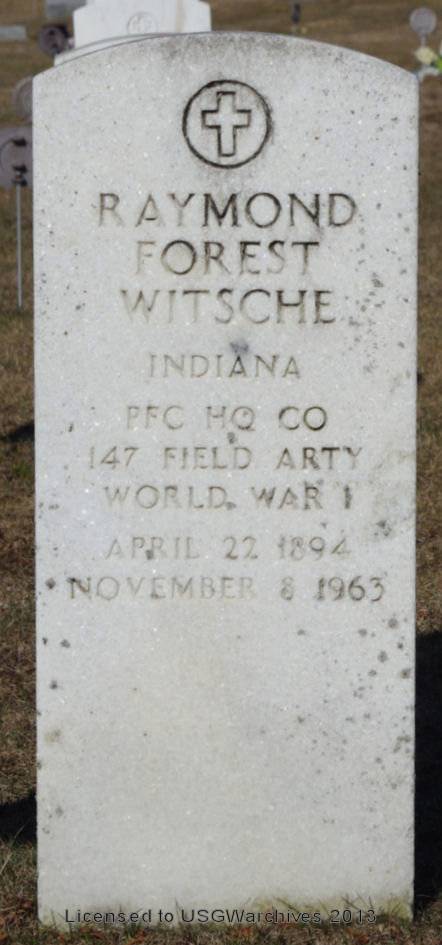 RAYMOND
FOREST
WITSCHE
INDIANA
PFC HQ CO
147 FIELD ARTY
WORLD WAR I
APRIL 22 1894
NOVEMBER 8 1963
Licensed to USGWarchives 2013